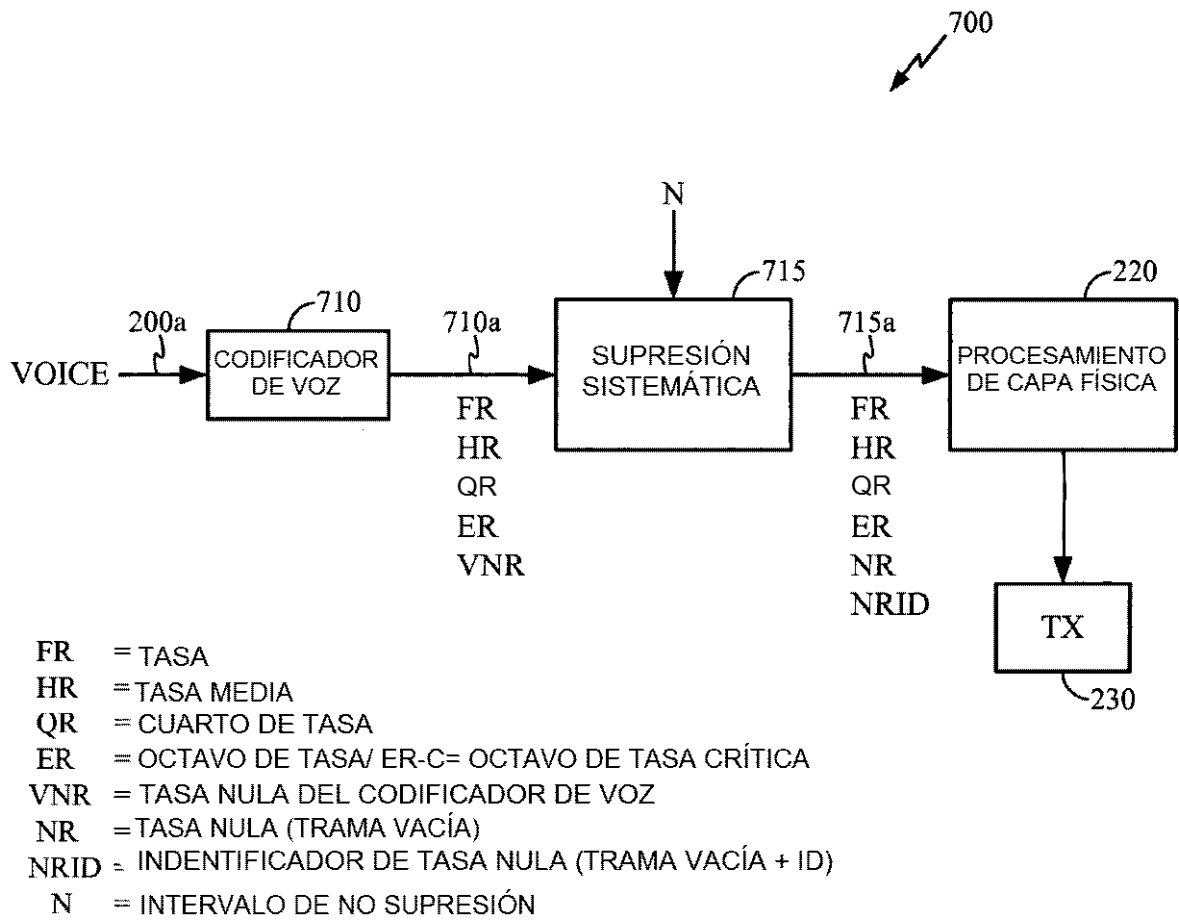 700
N
710
715
220
VOICE
200a
CODIFICADOR
DE VOZ
710a
SUPRESIÓN
SISTEMÁTICA
715a
PROCESAMIENTO
DE CAPA FÍSICA
FR
HR
QR
ER
VNR
FR
HR
QR
ER
NR
NRID
TX
230
FR = TASA
HR = TASA MEDIA
QR = CUARTO DE TASA
ER = OCTAVO DE TASA/ ER-C= OCTAVO DE TASA CRÍTICA
VNR = TASA NULA DEL CODIFICADOR DE VOZ
NR = TASA NULA (TRAMA VACÍA)
NRID = INDENTIFICADOR DE TASA NULA (TRAMA VACÍA + ID)
N = INTERVALO DE NO SUPRESIÓN